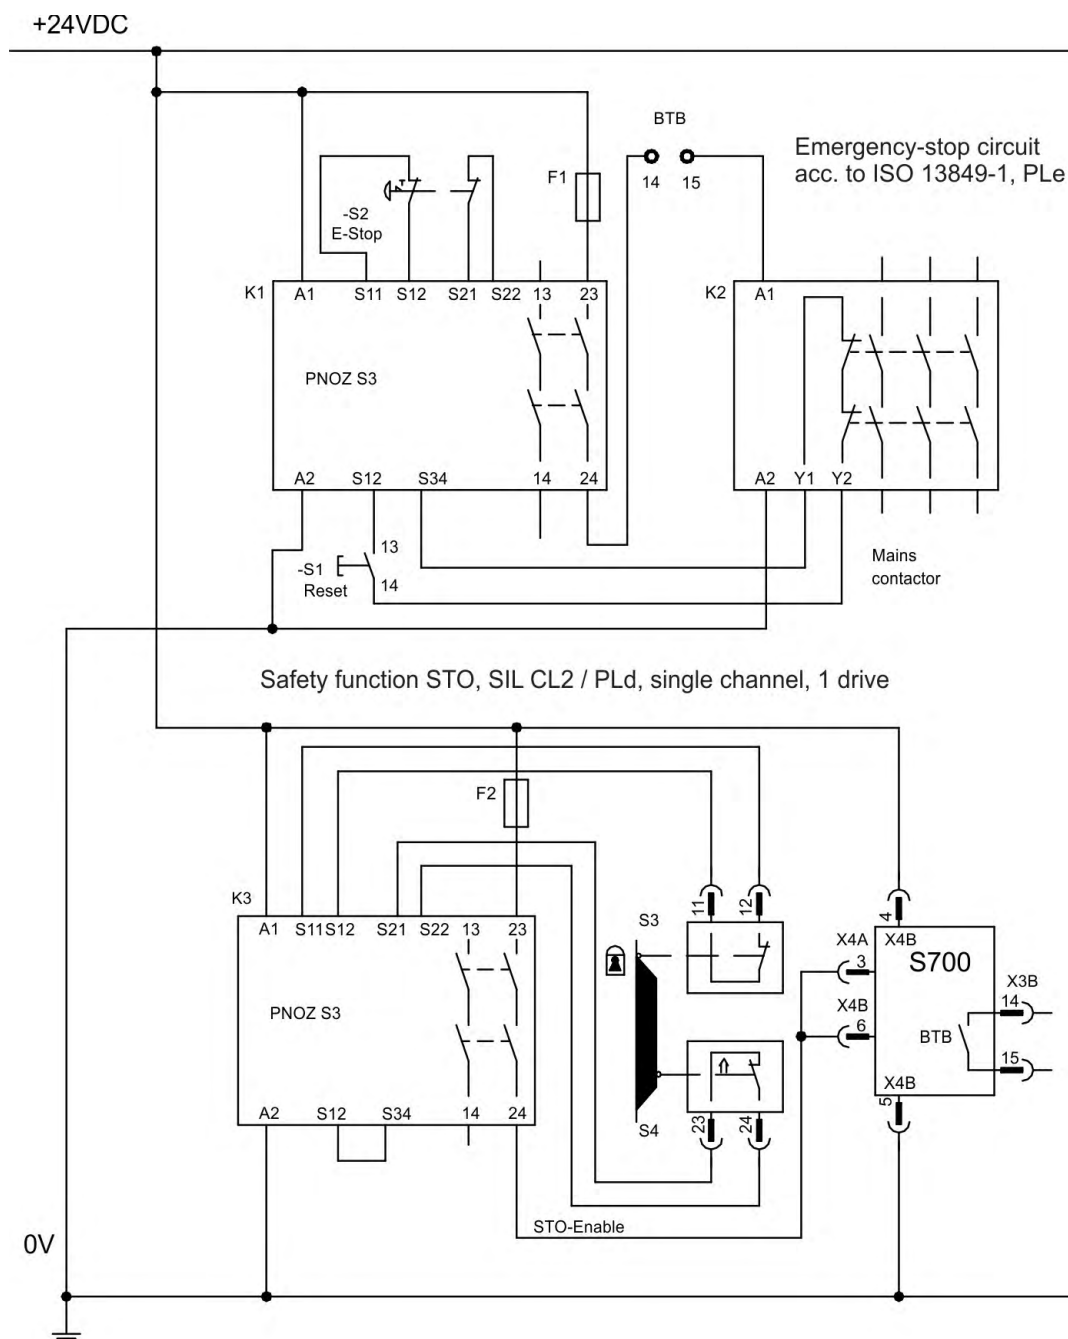 +24VDC
BTB
Emergency-stop circuit
acc. to ISO 13849-1, PLe
F1
14 15
-S2
E-Stop
K1
A1 S11 S12 S21 S22 13 23
K2
A1
PNOZ S3
A2 S12 S34 14 24
A2 Y1 Y2
13
-S1
Reset
14
Mains
contactor
Safety function STO, SIL CL2 / PLd, single channel, 1 drive
F2
K3
A1 S11 S12 S21 S22 13 23
11 12
4
S3
X4A
3
X4B
S700
X3B
14
X4B
6
BTB
15
PNOZ S3
X4B
5
A2 S12 S34 14 24
S4
23 24
STO-Enable
0V